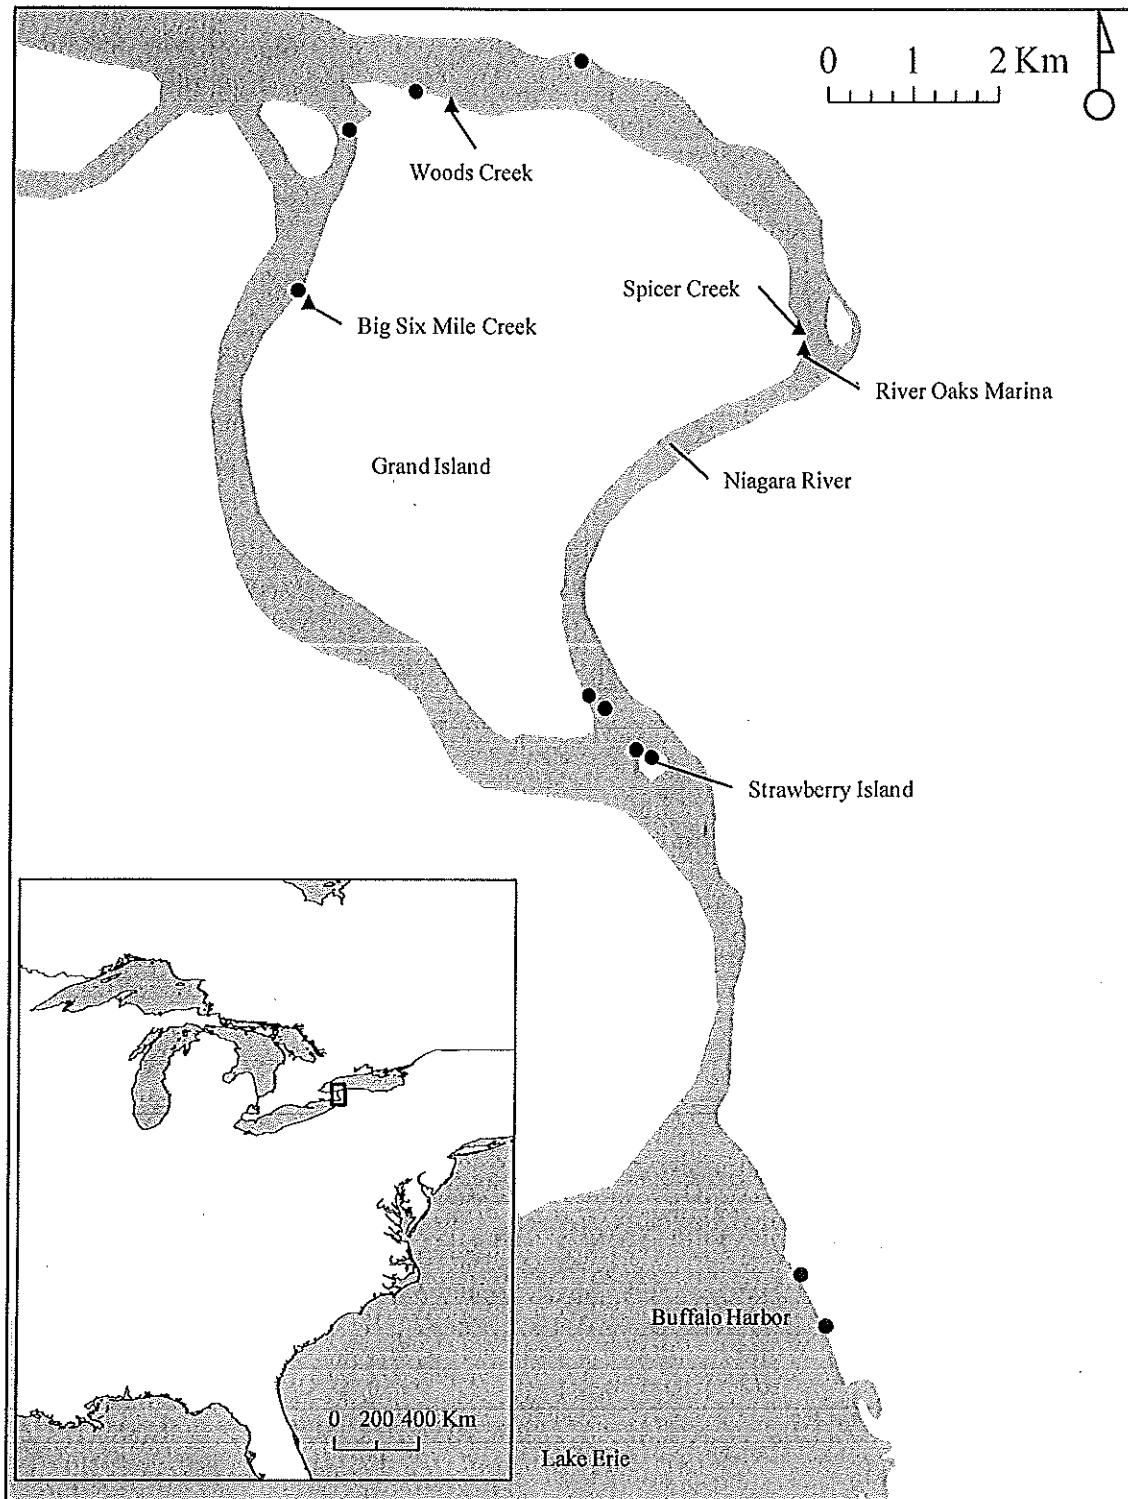 0 1 2 Km
Woods Creek
Spicer Creek
Big Six Mile Creek
River Oaks Marina
Grand Island
Niagara River
Strawberry Island
Buffalo Harbor
0 200 400 Km
Lake Erie